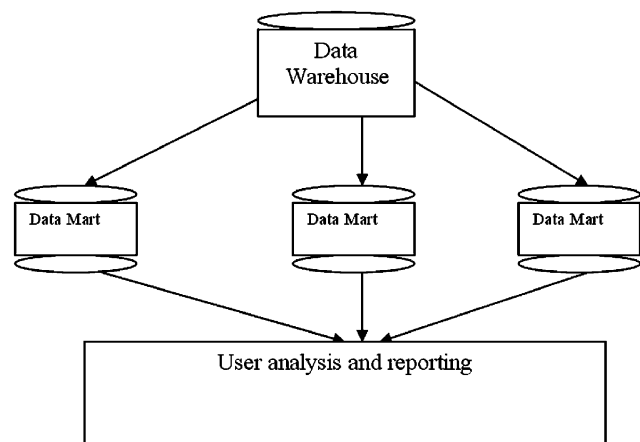 Data
Warehouse
Data Mart
Data Mart
Data Mart
User analysis and reporting